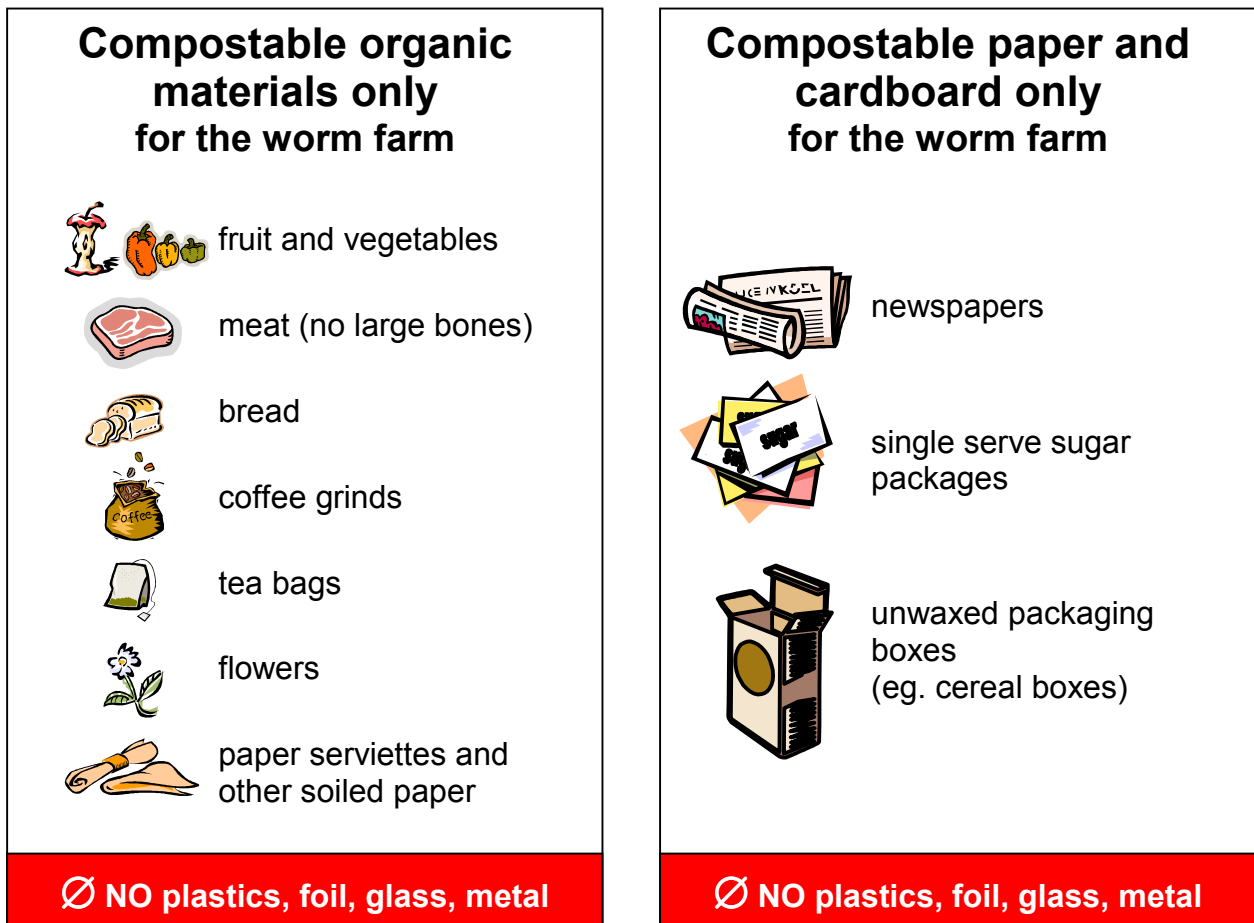 Compostable organic
materials only
for the worm farm
fruit and vegetables
meat (no large bones)
bread
coffee
coffee grinds
tea bags
flowers
paper serviettes and
other soiled paper
Ø NO plastics, foil, glass, metal
Compostable paper and
cardboard only
for the worm farm
newspapers
sugar
single serve sugar
packages
unwaxed packaging
boxes
(eg. cereal boxes)
Ø NO plastics, foil, glass, metal